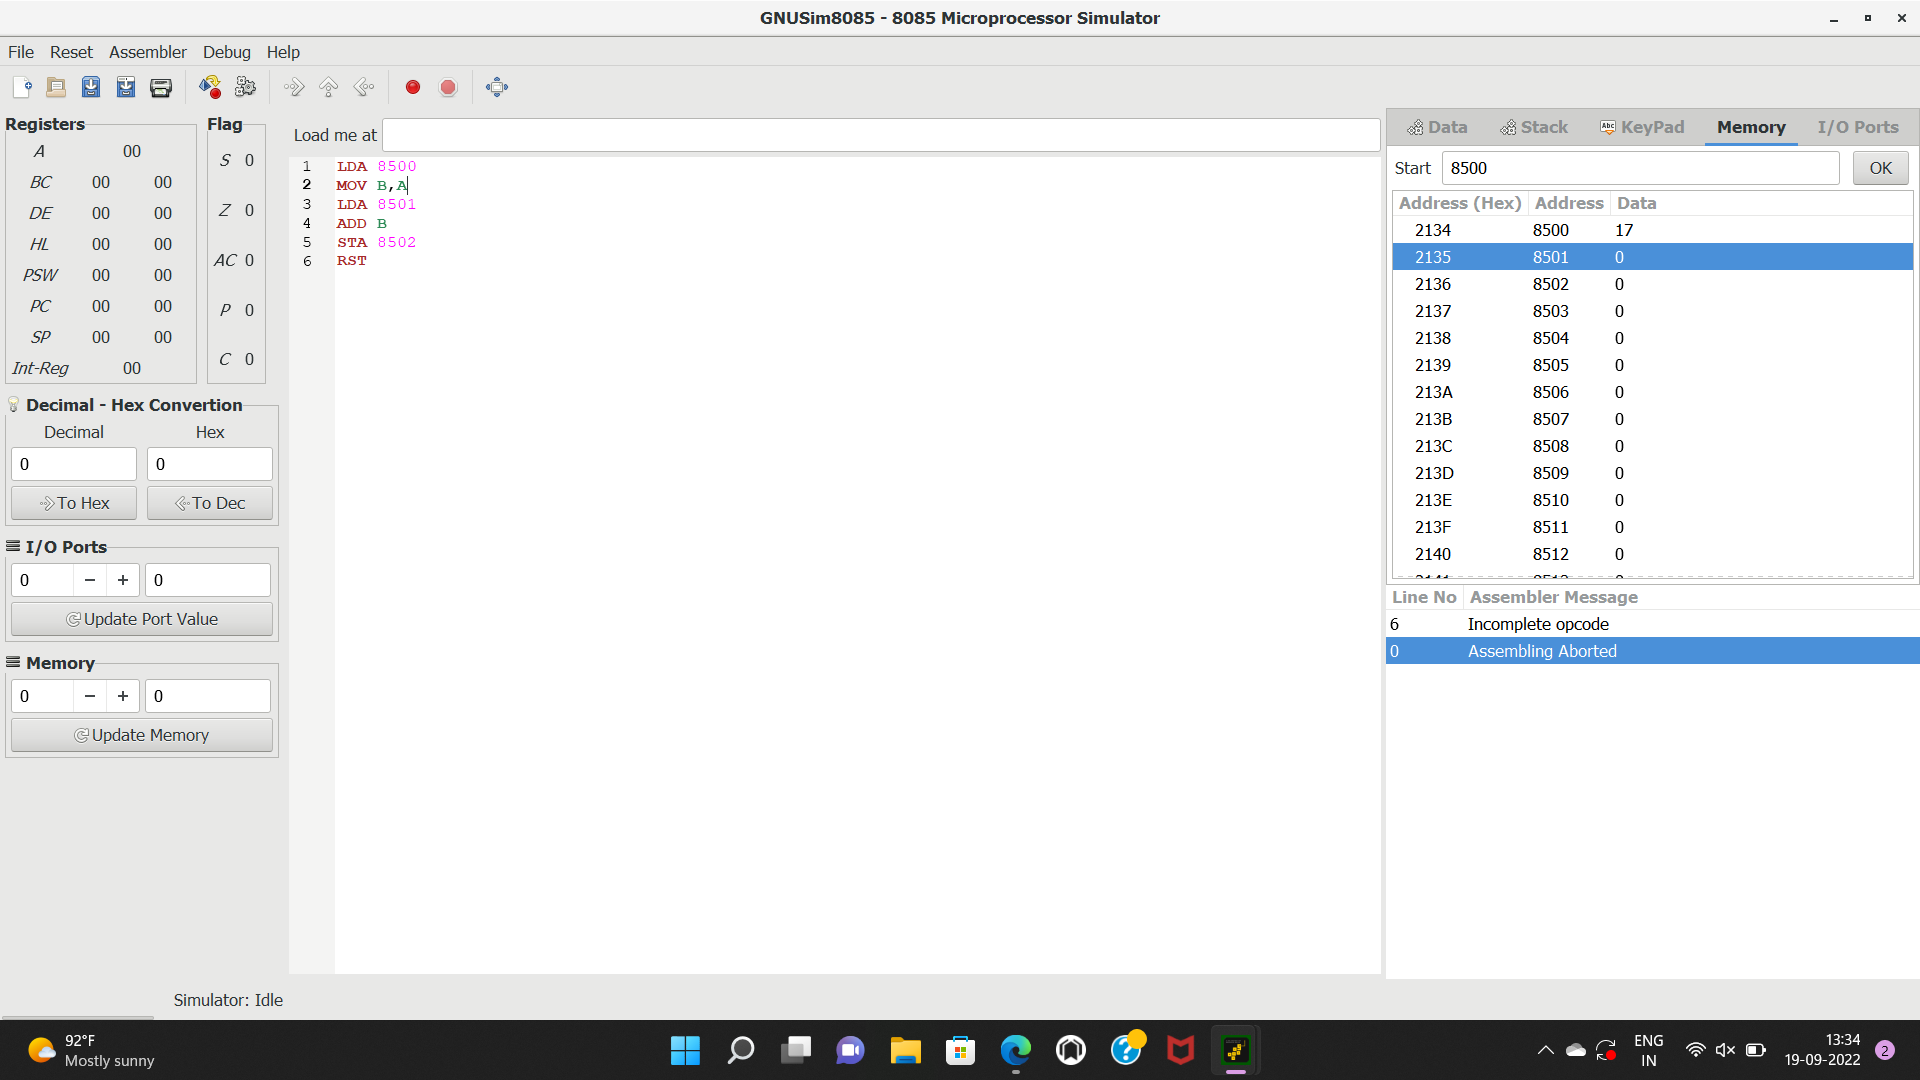 GNUSim8085 - 8085 Microprocessor Simulator
File Reset Assembler Debug Help
Registers
A 00
BC 00 00
DE 00 00
HL 00 00
PSW 00 00
PC 00 00
SP 00 00
Int-Reg 00
Flag
S 0
Z 0
AC 0
P 0
C 0
Decimal - Hex Convertion
Decimal Hex
0 0
To Hex To Dec
I/O Ports
0 − + 0
Update Port Value
Memory
0 − + 0
Update Memory
Load me at
1 LDA 8500
2 MOV B,A
3 LDA 8501
4 ADD B
5 STA 8502
6 RST
Data Stack Abc KeyPad Memory I/O Ports
Start 8500 OK
Address (Hex) Address Data
2134 8500 17
2135 8501 0
2136 8502 0
2137 8503 0
2138 8504 0
2139 8505 0
213A 8506 0
213B 8507 0
213C 8508 0
213D 8509 0
213E 8510 0
213F 8511 0
2140 8512 0
2141 8513 0
Line No Assembler Message
6 Incomplete opcode
0 Assembling Aborted
Simulator: Idle
92°F
Mostly sunny
ENG
IN
13:34
19-09-2022
2